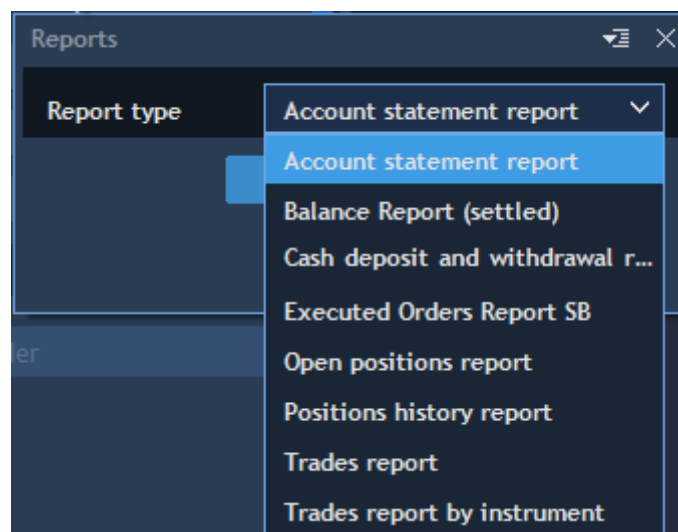 Reports
Report type
Account statement report
Account statement report
Balance Report (settled)
Cash deposit and withdrawal r...
Executed Orders Report SB
Open positions report
Positions history report
Trades report
Trades report by instrument